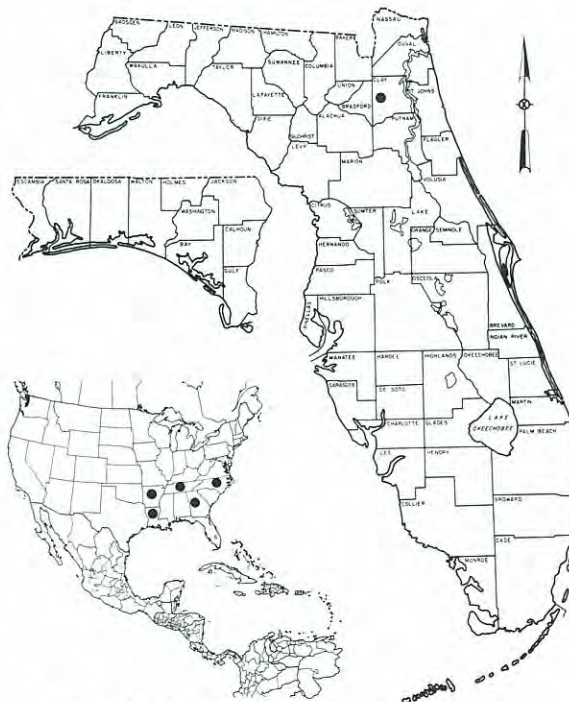 NASSAU
GADSDEN
LEON
JEFFERSON
MADISON
HAMILTON
BAKER
DUVAL
LIBERTY
WAKULLA
TAYLOR
SUWANNEE
COLUMBIA
UNION
CLAY
ST JOHNS
FRANKLIN
LAFAYETTE
BRADFORD
DIXIE
ALACHUA
PUTNAM
GILCHRIST
LEVY
FLAGLER
MARION
VOLUSIA
ESCAMBIA
SANTA ROSA
OKALOOSA
WALTON
HOLMES
JACKSON
WASHINGTON
BAY
CALHOUN
GULF
CITRUS
SUMTER
LAKE
HERNANDO
ORANGE
SEMINOLE
PASCO
POLK
OSCEOLA
HILLSBOROUGH
PINELLAS
BREVARD
INDIAN RIVER
MANATEE
HARDEE
HIGHLANDS
OKEECHOBEE
ST LUCIE
SARASOTA
DE SOTO
MARTIN
LAKE
OKEECHOBEE
CHARLOTTE
GLADES
PALM BEACH
LEE
HENDRY
COLLIER
BROWARD
DADE
MONROE